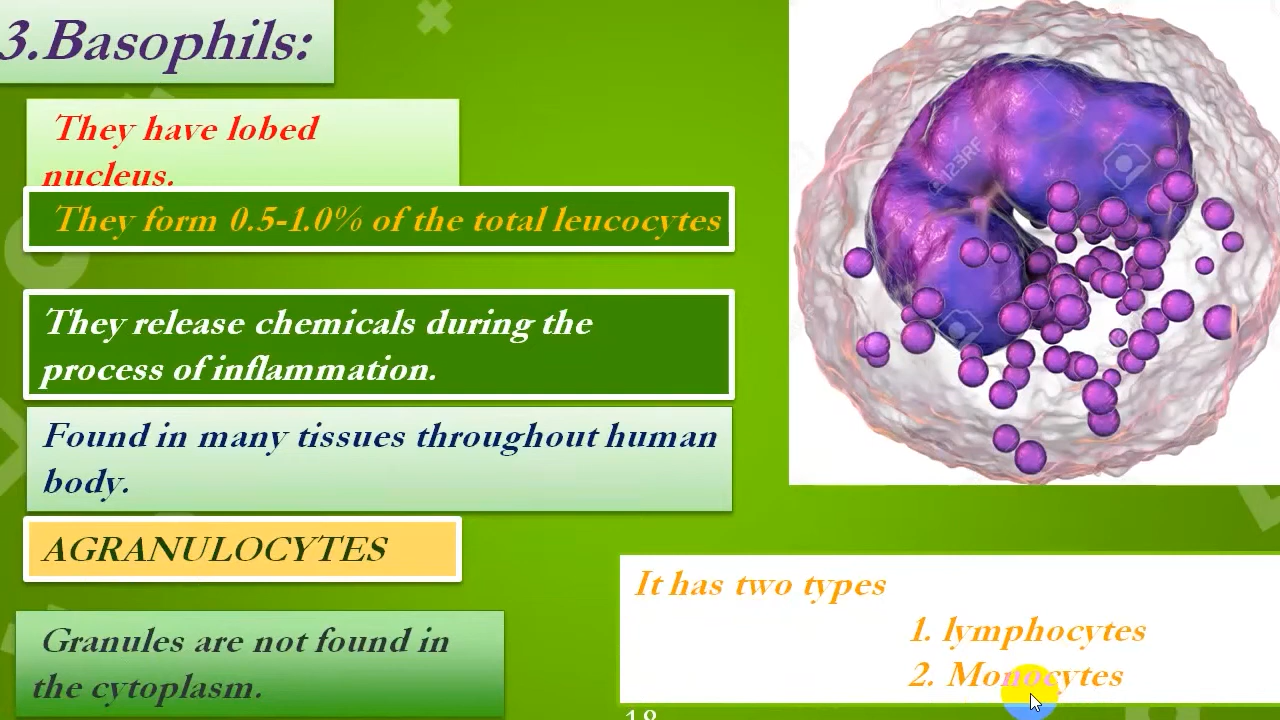 3.Basophils:
They have lobed
nucleus.
They form 0.5-1.0% of the total leucocytes
They release chemicals during the
process of inflammation.
Found in many tissues throughout human
body.
AGRANULOCYTES
Granules are not found in
the cytoplasm.
It has two types
1. lymphocytes
2. Monocytes
18
123RF